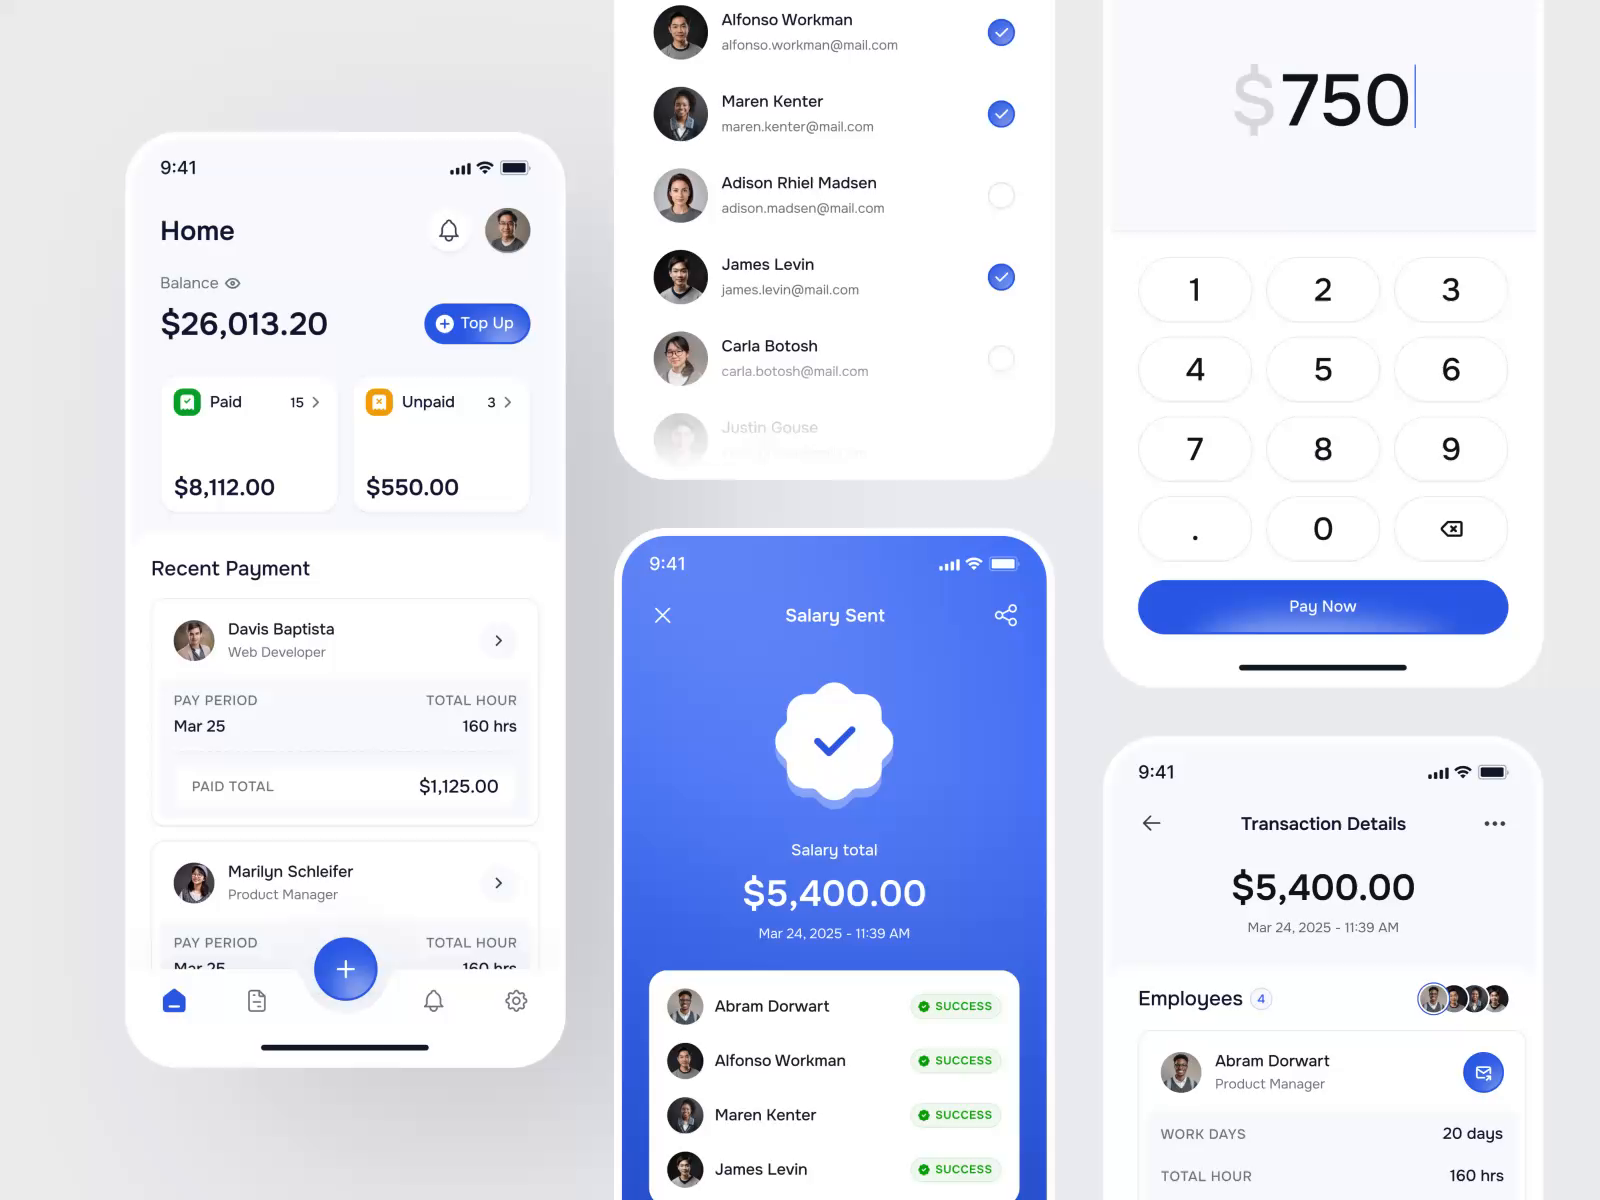 9:41
Home
Balance
$26,013.20
Top Up
Paid 15
Unpaid 3
$8,112.00
$550.00
Recent Payment
Davis Baptista
Web Developer
PAY PERIOD TOTAL HOUR
Mar 25 160 hrs
PAID TOTAL $1,125.00
Marilyn Schleifer
Product Manager
PAY PERIOD TOTAL HOUR
Mar 25 160 hrs
Alfonso Workman
alfonso.workman@mail.com
Maren Kenter
maren.kenter@mail.com
Adison Rhiel Madsen
adison.madsen@mail.com
James Levin
james.levin@mail.com
Carla Botosh
carla.botosh@mail.com
Justin Gouse
9:41
Salary Sent
Salary total
$5,400.00
Mar 24, 2025 - 11:39 AM
Abram Dorwart SUCCESS
Alfonso Workman SUCCESS
Maren Kenter SUCCESS
James Levin SUCCESS
$750
1 2 3
4 5 6
7 8 9
. 0
Pay Now
9:41
Transaction Details
$5,400.00
Mar 24, 2025 - 11:39 AM
Employees 4
Abram Dorwart
Product Manager
WORK DAYS 20 days
TOTAL HOUR 160 hrs